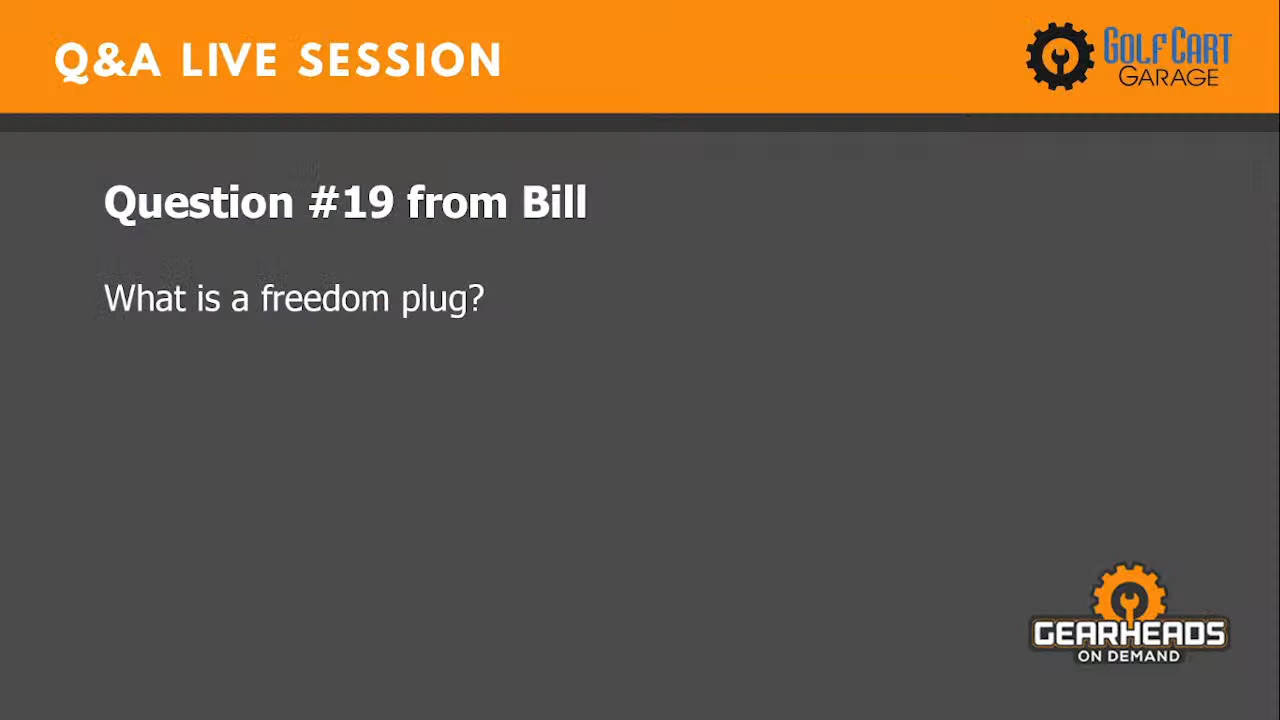 Q&A LIVE SESSION
GOLF CART
GARAGE
Question #19 from Bill
What is a freedom plug?
GEARHEADS
ON DEMAND